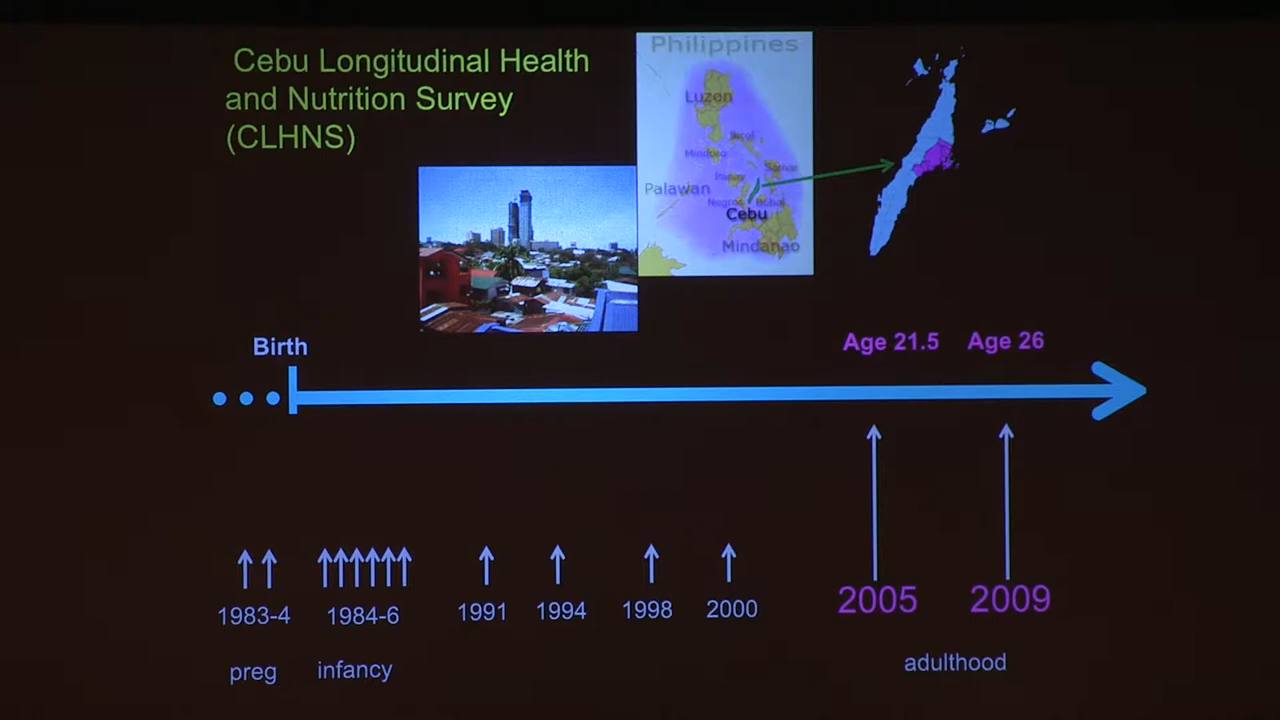 Cebu Longitudinal Health
and Nutrition Survey
(CLHNS)
Philippines
Luzon
Bicol
Mindoro
Samar
Panay
Palawan
Negros Bohol
Cebu
Mindanao
Birth
Age 21.5 Age 26
1983-4 1984-6 1991 1994 1998 2000 2005 2009
preg infancy adulthood